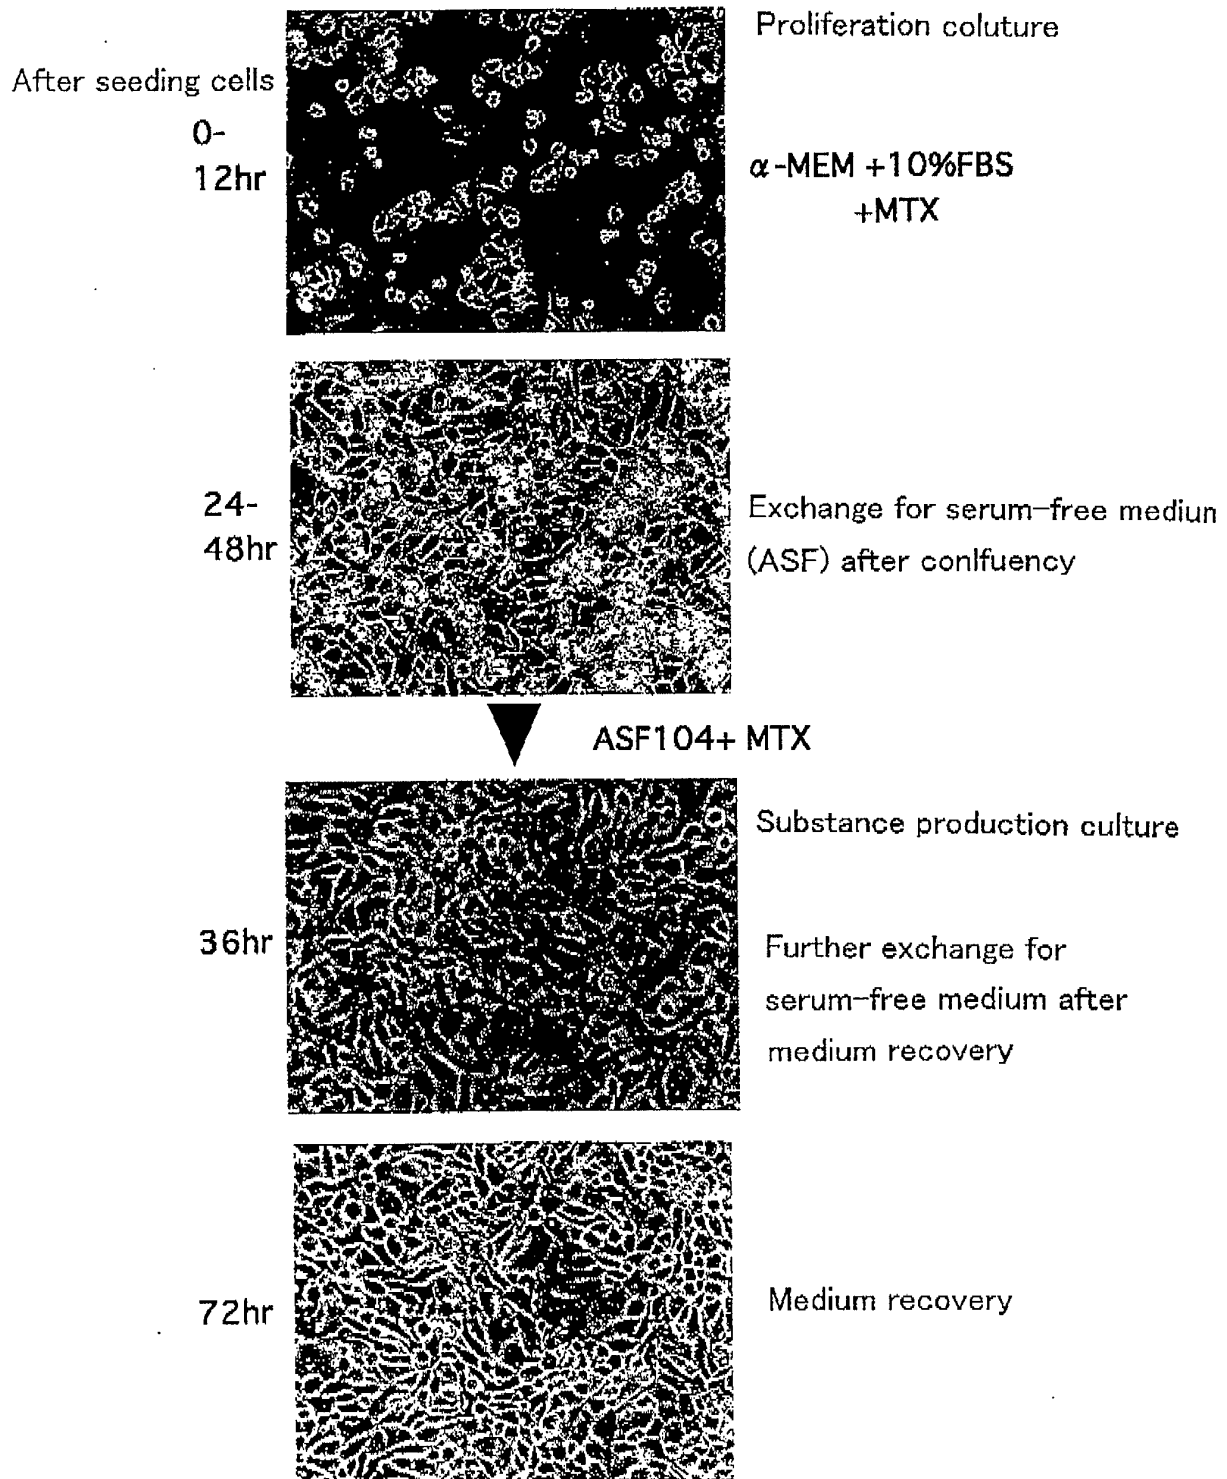 Proliferation coluture
After seeding cells
0-
12hr
α-MEM +10%FBS
+MTX
24-
48hr
Exchange for serum-free medium
(ASF) after conlfuency
ASF104+ MTX
Substance production culture
36hr
Further exchange for
serum-free medium after
medium recovery
72hr
Medium recovery